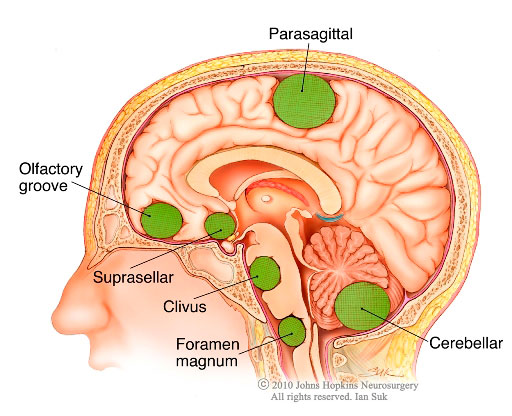 Parasagittal
Olfactory
groove
Suprasellar
Clivus
Foramen
magnum
Cerebellar
© 2010 Johns Hopkins Neurosurgery
All rights reserved. Ian Suk